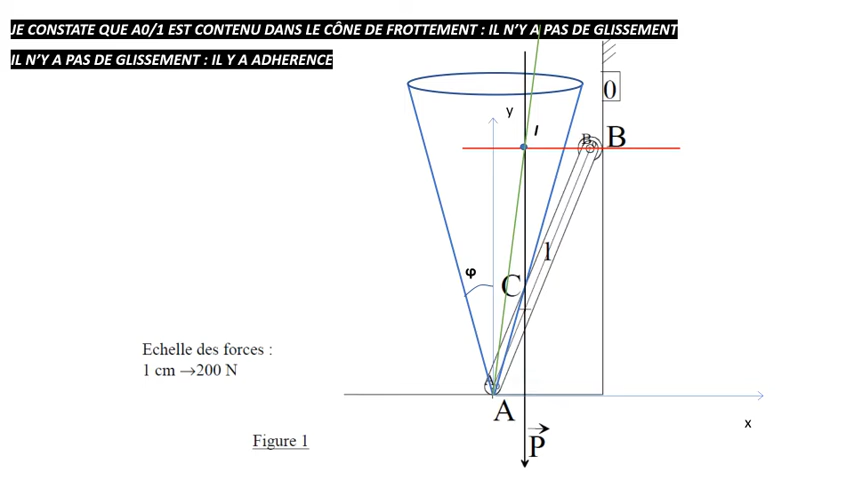 JE CONSTATE QUE A0/1 EST CONTENU DANS LE CÔNE DE FROTTEMENT : IL N'Y A PAS DE GLISSEMENT
IL N'Y A PAS DE GLISSEMENT : IL Y A ADHERENCE
0
y
I
B
B
1
φ
C
Echelle des forces :
1 cm →200 N
A
A
x
Figure 1
P